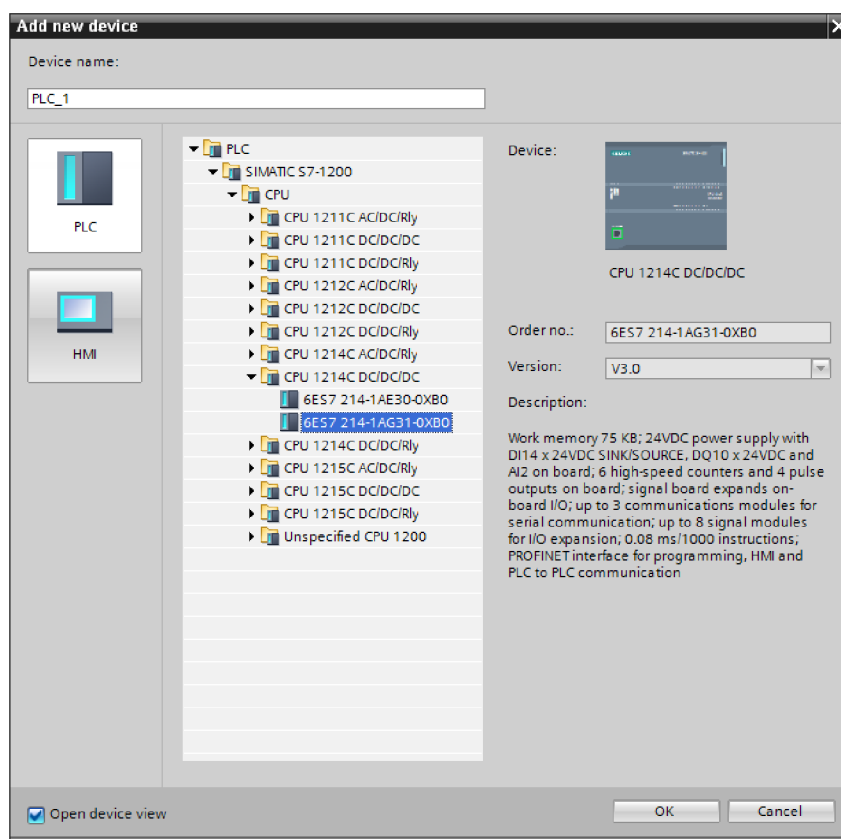 Add new device
Device name:
PLC_1
PLC
HMI
PLC
SIMATIC S7-1200
CPU
CPU 1211C AC/DC/Rly
CPU 1211C DC/DC/DC
CPU 1211C DC/DC/Rly
CPU 1212C AC/DC/Rly
CPU 1212C DC/DC/DC
CPU 1212C DC/DC/Rly
CPU 1214C AC/DC/Rly
CPU 1214C DC/DC/DC
6ES7 214-1AE30-0XB0
6ES7 214-1AG31-0XB0
CPU 1214C DC/DC/Rly
CPU 1215C AC/DC/Rly
CPU 1215C DC/DC/DC
CPU 1215C DC/DC/Rly
Unspecified CPU 1200
Device:
CPU 1214C DC/DC/DC
Order no.:
6ES7 214-1AG31-0XB0
Version:
V3.0
Description:
Work memory 75 KB; 24VDC power supply with
DI14 x 24VDC SINK/SOURCE, DQ10 x 24VDC and
AI2 on board; 6 high-speed counters and 4 pulse
outputs on board; signal board expands on-
board I/O; up to 3 communications modules for
serial communication; up to 8 signal modules
for I/O expansion; 0.08 ms/1000 instructions;
PROFINET interface for programming, HMI and
PLC to PLC communication
Open device view
OK
Cancel